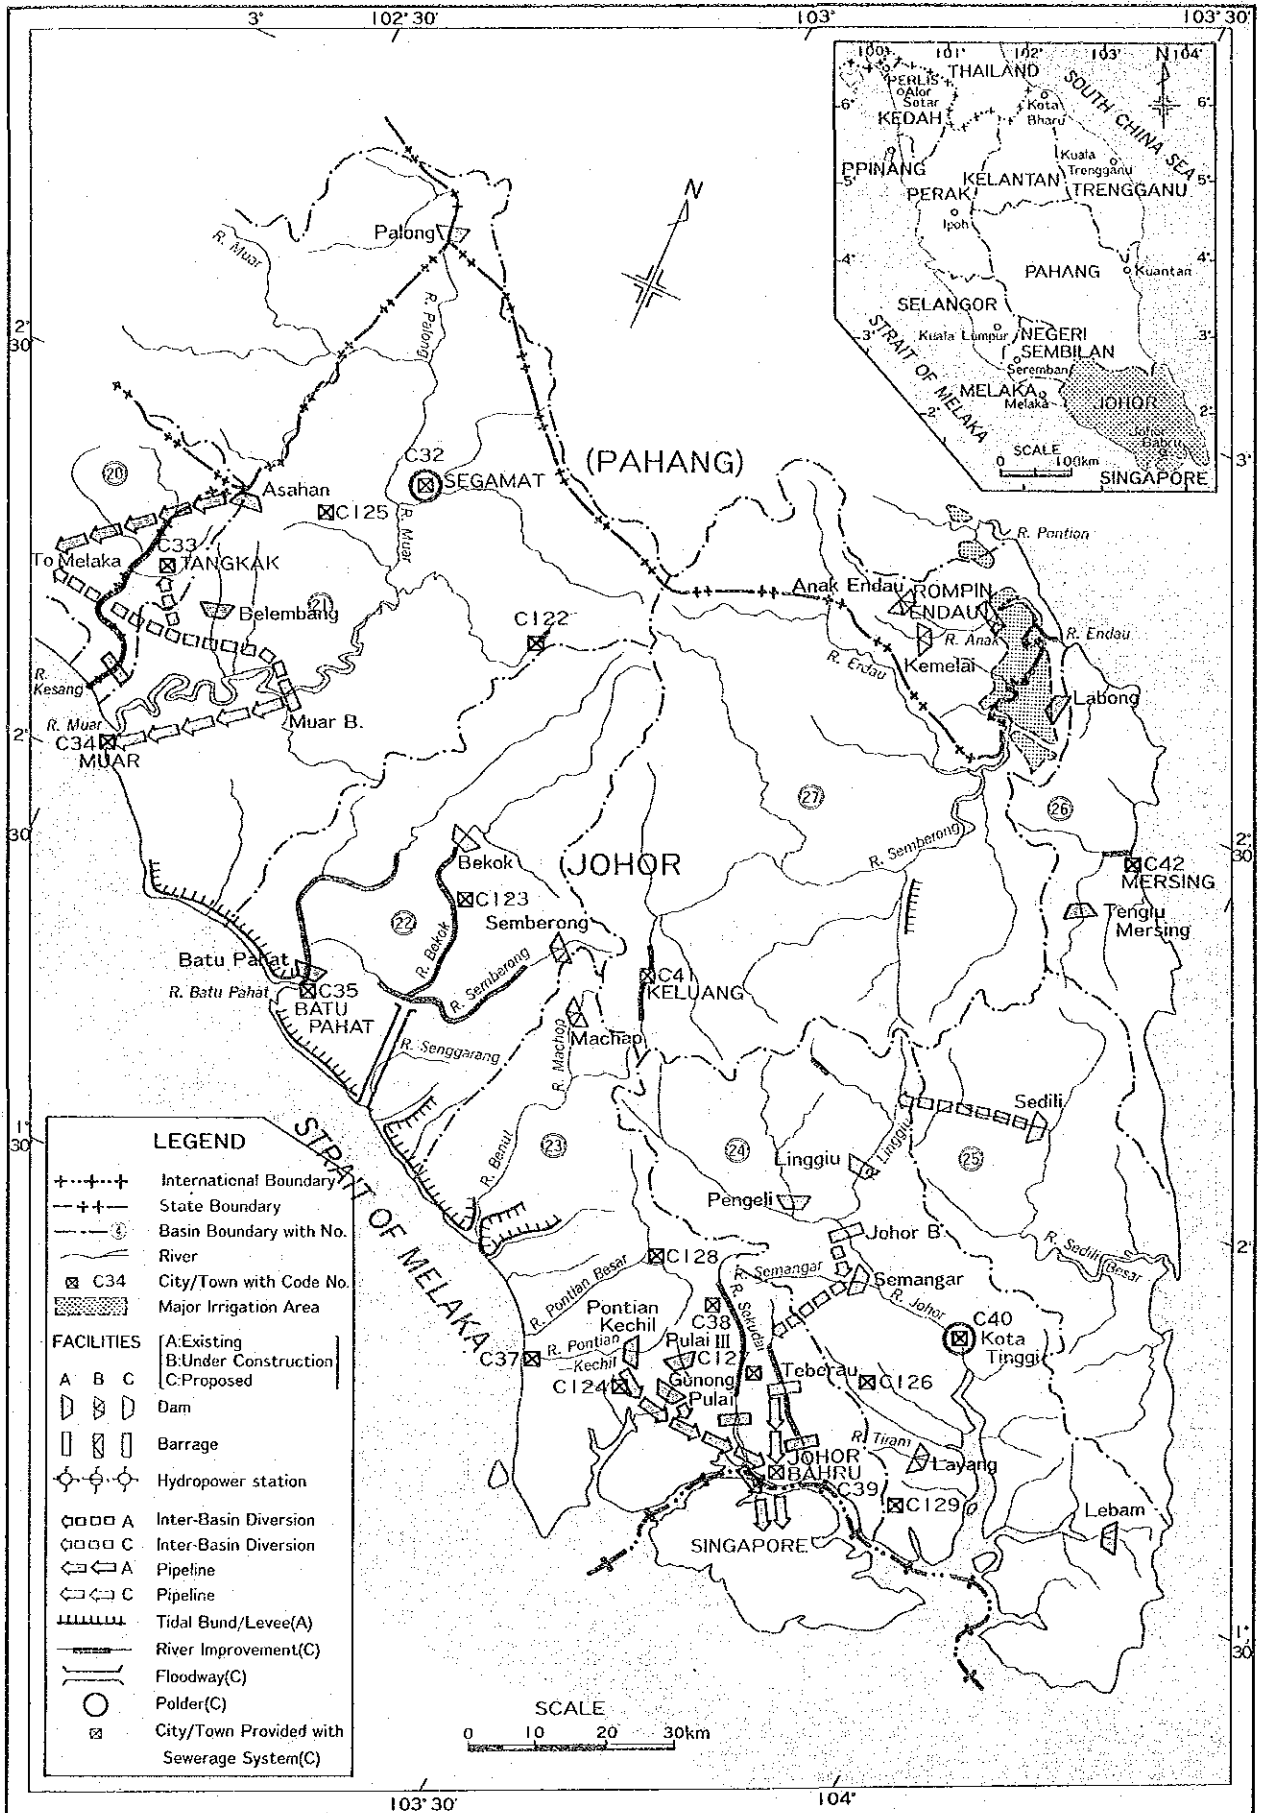 3°
102° 30'
103°
103° 30'
100°
101°
102°
103°
N
104°
THAILAND
PERLIS
Alor
Setar
KEDAH
Kota
Bharu
SOUTH CHINA SEA
6°
6°
PPINANG
5°
PERAK
KELANTAN
Kuala
Trengganu
TRENGGANU
5°
Ipoh
4°
PAHANG
Kuantan
4°
SELANGOR
Kuala Lumpur
NEGERI
SEMBILAN
3°
3°
Seremban
STRAIT OF MELAKA
MELAKA
Melaka
JOHOR
2°
2°
Johor
Bahru
SCALE
0 100km
SINGAPORE
N
R. Muar
Palong
R. Palong
2°
30'
3°
(PAHANG)
C32
SEGAMAT
20
Asahan
C125
R. Muar
C33
TANGKAK
To Melaka
Belembang
21
C122
R. Pontian
Anak Endau
ROMPIN
ENDAU
R. Anak
R. Endau
Kemelai
R. Endau
Labong
R.
Kesang
R. Muar
C34
MUAR
Muar B.
2°
30'
27
26
R. Semberong
2°
30'
C42
MERSING
Tenglu
Mersing
Bekok
JOHOR
C123
22
R. Bekok
Semberong
R. Semberong
Batu Pahat
R. Batu Pahat
C35
BATU
PAHAT
C41
KELUANG
Machap
R. Machop
R. Senggarang
1°
30'
STRAIT OF MELAKA
R. Benut
23
24
25
Sedili
Linggiu
R. Linggiu
Pengeli
Johor B.
R. Sedili Besar
2°
C128
R. Semangar
Semangar
R. Johor
R. Pontian Besar
R. Sekudai
C38
C40
Kota
Tinggi
Pontian
Kechil
R. Pontian
Kechil
Pulai III
C12
C37
C124
Gunong
Pulai
Teberau
C126
R. Tiram
Layang
JOHOR
BAHRU
C39
C129
Lebam
SINGAPORE
1°
30'
LEGEND
International Boundary
State Boundary
Basin Boundary with No.
River
C34 City/Town with Code No.
Major Irrigation Area
FACILITIES
A:Existing
B:Under Construction
C:Proposed
A B C
Dam
Barrage
Hydropower station
A Inter-Basin Diversion
C Inter-Basin Diversion
A Pipeline
C Pipeline
Tidal Bund/Levee(A)
River Improvement(C)
Floodway(C)
Polder(C)
City/Town Provided with
Sewerage System(C)
SCALE
0 10 20 30km
103° 30'
104°